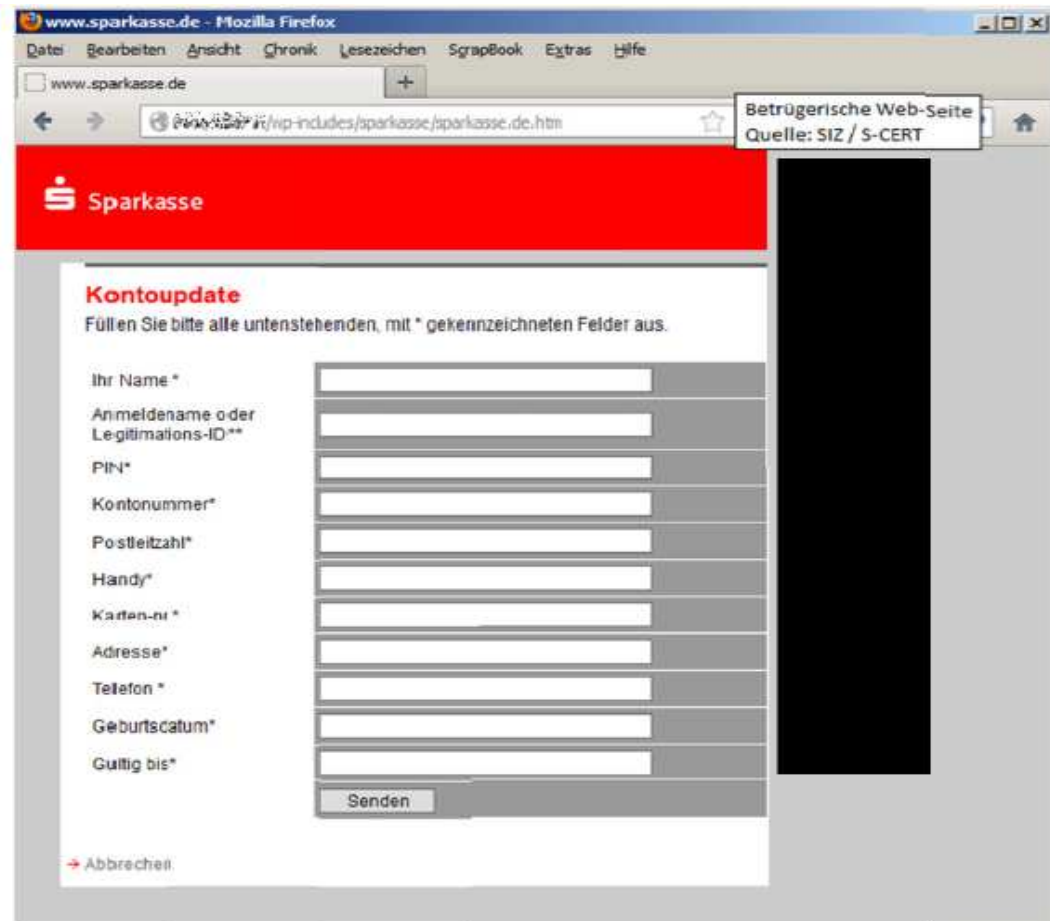 www.sparkasse.de - Mozilla Firefox
Datei Bearbeiten Ansicht Chronik Lesezeichen ScrapBook Extras Hilfe
www.sparkasse.de
/wp-includes/sparkasse/sparkasse.de.htm
Betrügerische Web-Seite
Quelle: SIZ / S-CERT
Sparkasse
Kontoupdate
Füllen Sie bitte alle untenstehenden, mit * gekennzeichneten Felder aus.
Ihr Name *
Anmeldename oder
Legitimations-ID**
PIN*
Kontonummer*
Postleitzahl*
Handy*
Karten-nr *
Adresse*
Tellefon *
Geburtscatum*
Gultig bis*
Senden
Abbrechen